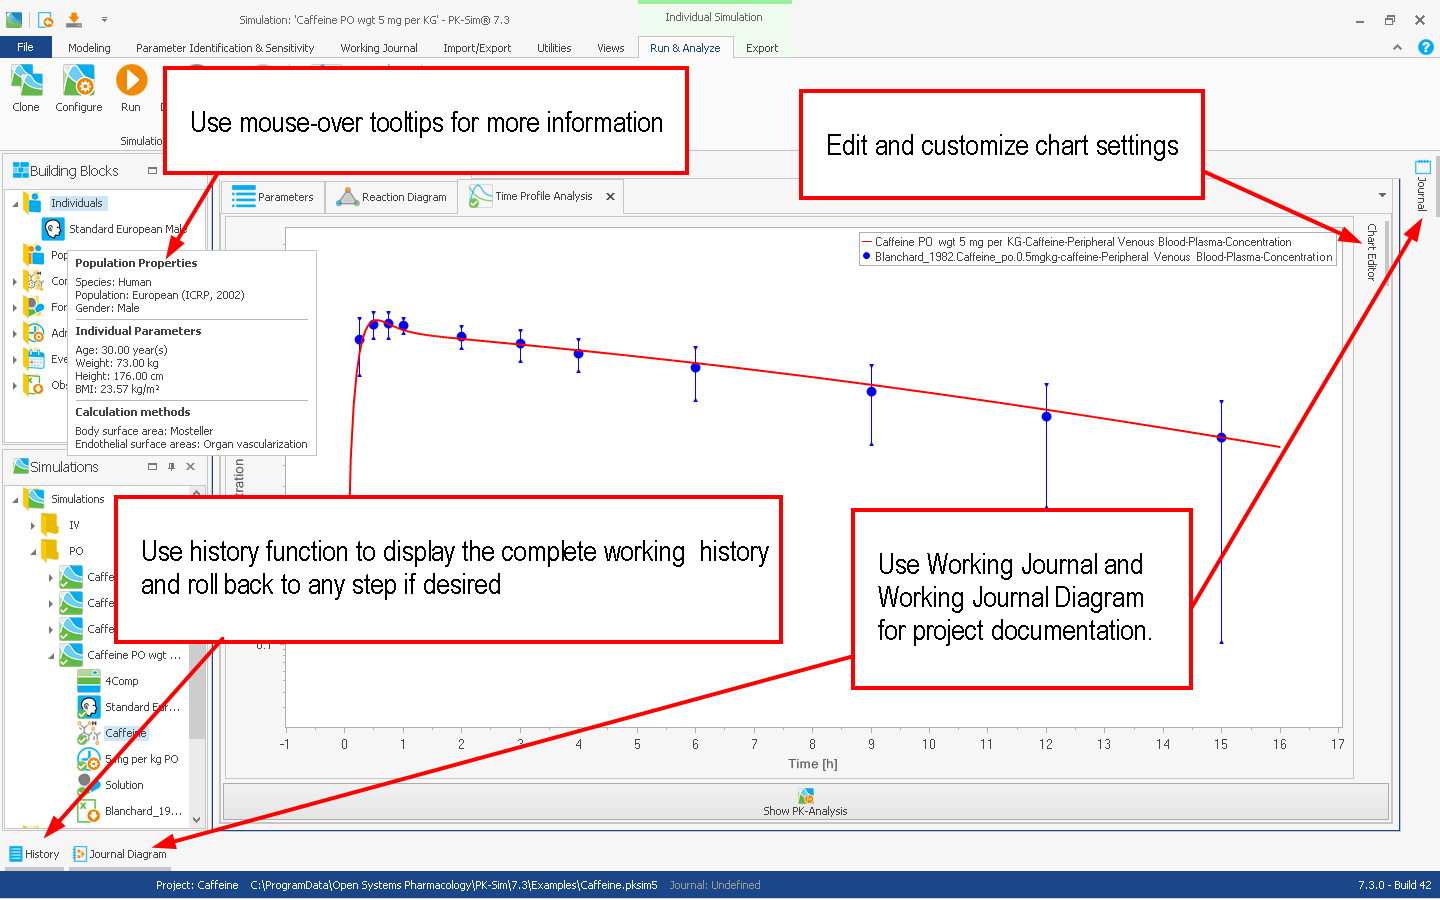 Simulation: 'Caffeine PO wgt 5 mg per KG' - PK-Sim® 7.3
Individual Simulation
File
Modeling
Parameter Identification & Sensitivity
Working Journal
Import/Export
Utilities
Views
Run & Analyze
Export
Clone
Configure
Run
Use mouse-over tooltips for more information
Edit and customize chart settings
Building Blocks
Individuals
Standard European Male
Population Properties
Species: Human
Population: European (ICRP, 2002)
Gender: Male
Individual Parameters
Age: 30.00 year(s)
Weight: 73.00 kg
Height: 176.00 cm
BMI: 23.57 kg/m²
Calculation methods
Body surface area: Mosteller
Endothelial surface areas: Organ vascularization
Parameters
Reaction Diagram
Time Profile Analysis
Caffeine PO wgt 5 mg per KG-Caffeine-Peripheral Venous Blood-Plasma-Concentration
Blanchard_1982.Caffeine_po.0.5mgkg-caffeine-Peripheral Venous Blood-Plasma-Concentration
Chart Editor
Journal
Simulations
Simulations
IV
PO
Caffe
Caffe
Caffe
Caffeine PO wgt ...
4Comp
Standard Eur...
Caffeine
5 mg per kg PO
Solution
Blanchard_19...
Use history function to display the complete working history
and roll back to any step if desired
Use Working Journal and
Working Journal Diagram
for project documentation.
0.1
-1 0 1 2 3 4 5 6 7 8 9 10 11 12 13 14 15 16 17
Time [h]
Show PK-Analysis
History
Journal Diagram
Project: Caffeine C:\ProgramData\Open Systems Pharmacology\PK-Sim\7.3\Examples\Caffeine.pksim5 Journal: Undefined
7.3.0 - Build 42